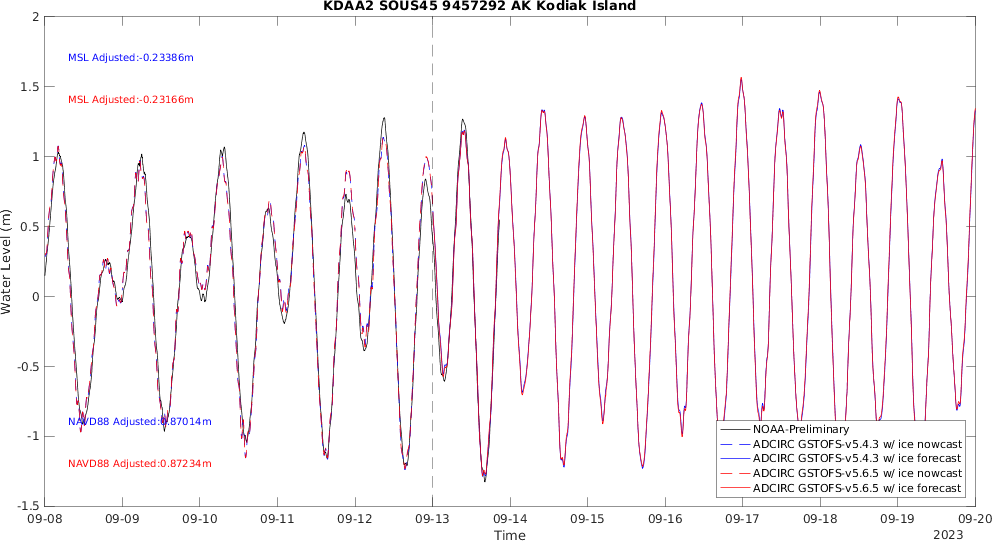 KDAA2 SOUS45 9457292 AK Kodiak Island
2
1.5
1
0.5
0
-0.5
-1
-1.5
Water Level (m)
MSL Adjusted:-0.23386m
MSL Adjusted:-0.23166m
NAVD88 Adjusted:0.87014m
NAVD88 Adjusted:0.87234m
NOAA-Preliminary
ADCIRC GSTOFS-v5.4.3 w/ ice nowcast
ADCIRC GSTOFS-v5.4.3 w/ ice forecast
ADCIRC GSTOFS-v5.6.5 w/ ice nowcast
ADCIRC GSTOFS-v5.6.5 w/ ice forecast
09-08 09-09 09-10 09-11 09-12 09-13 09-14 09-15 09-16 09-17 09-18 09-19 09-20
Time
2023